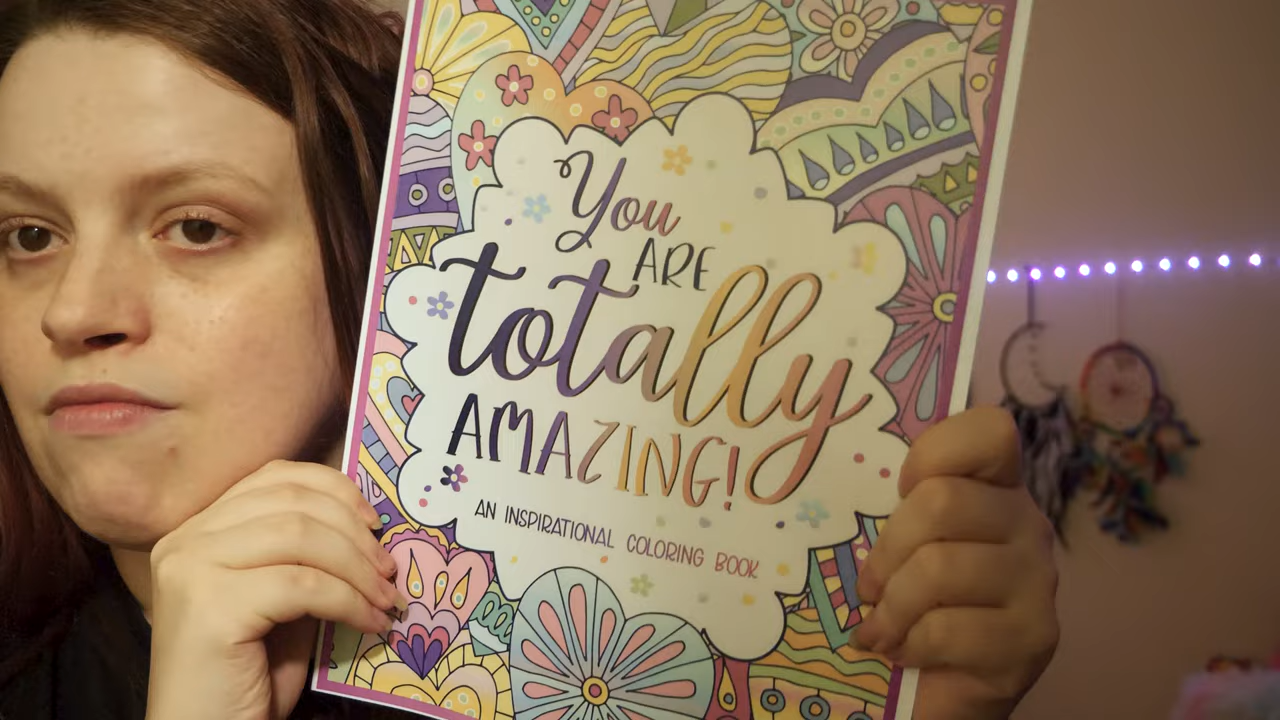 You
ARE
totally
AMAZING!
AN INSPIRATIONAL COLORING BOOK